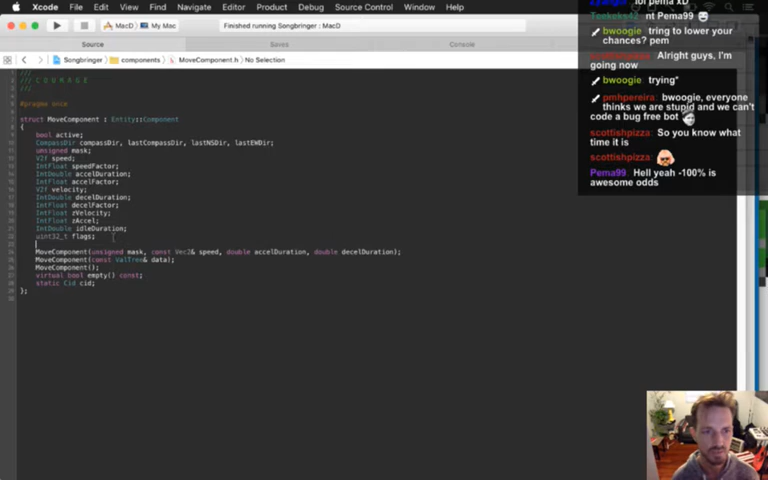 Xcode File Edit View Find Navigate Editor Product Debug Source Control Window Help
MacD My Mac
Finished running Songbringer : MacD
Source Saves Console
Songbringer components MoveComponent.h No Selection
/// C O U R A G E
///
#pragma once
struct MoveComponent : Entity::Component
{
bool active;
CompassDir compassDir, lastCompassDir, lastNSDir, lastEWDir;
unsigned mask;
V2f speed;
IntFloat speedFactor;
IntDouble accelDuration;
IntFloat accelFactor;
V2f velocity;
IntDouble decelDuration;
IntFloat decelFactor;
IntFloat zVelocity;
IntFloat zAccel;
IntDouble idleDuration;
uint32_t flags;
MoveComponent(unsigned mask, const Vec2& speed, double accelDuration, double decelDuration);
MoveComponent(const ValTree& data);
MoveComponent();
virtual bool empty() const;
static Cid cid;
};
nt Pema99
bwoogie: tring to lower your
chances? pem
Alright guys, I'm
going now
bwoogie: trying*
pmhpereira: bwoogie, everyone
thinks we are stupid and we can't
code a bug free bot
scottishpizza: So you know what
time it is
scottishpizza:
Pema99: Hell yeah -100% is
awesome odds